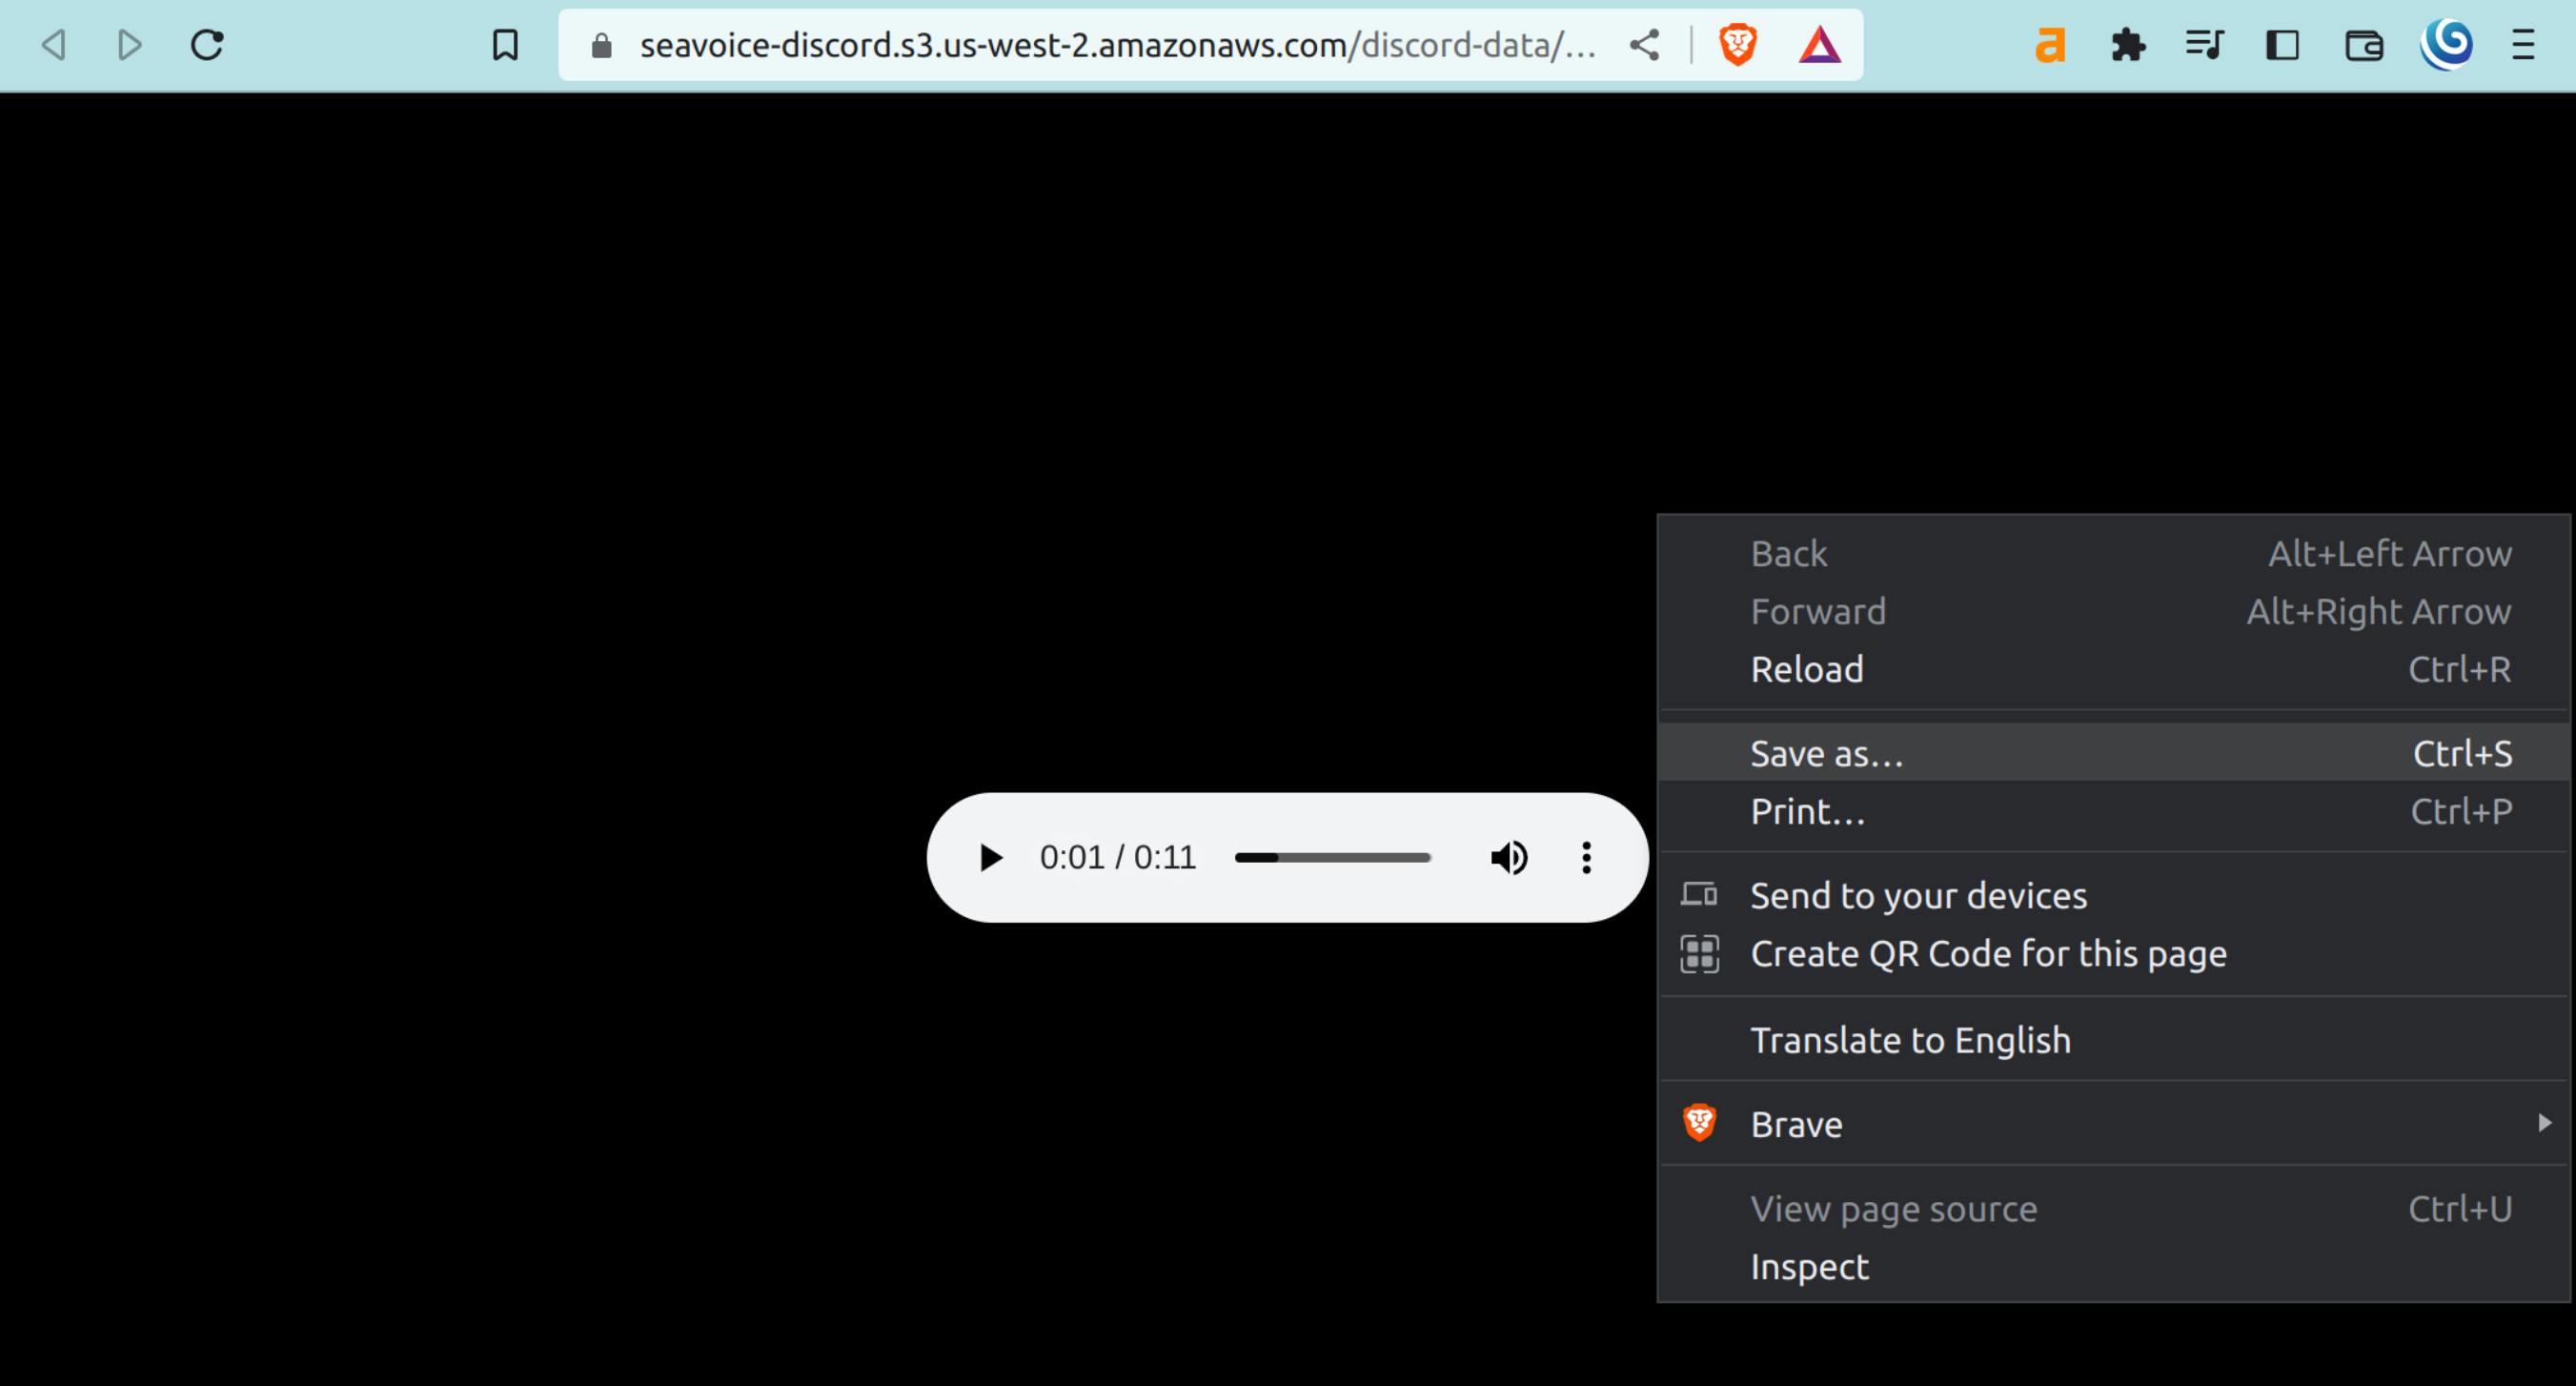 seavoice-discord.s3.us-west-2.amazonaws.com/discord-data/...
Back Alt+Left Arrow
Forward Alt+Right Arrow
Reload Ctrl+R
Save as... Ctrl+S
Print... Ctrl+P
0:01 / 0:11
Send to your devices
Create QR Code for this page
Translate to English
Brave
View page source Ctrl+U
Inspect